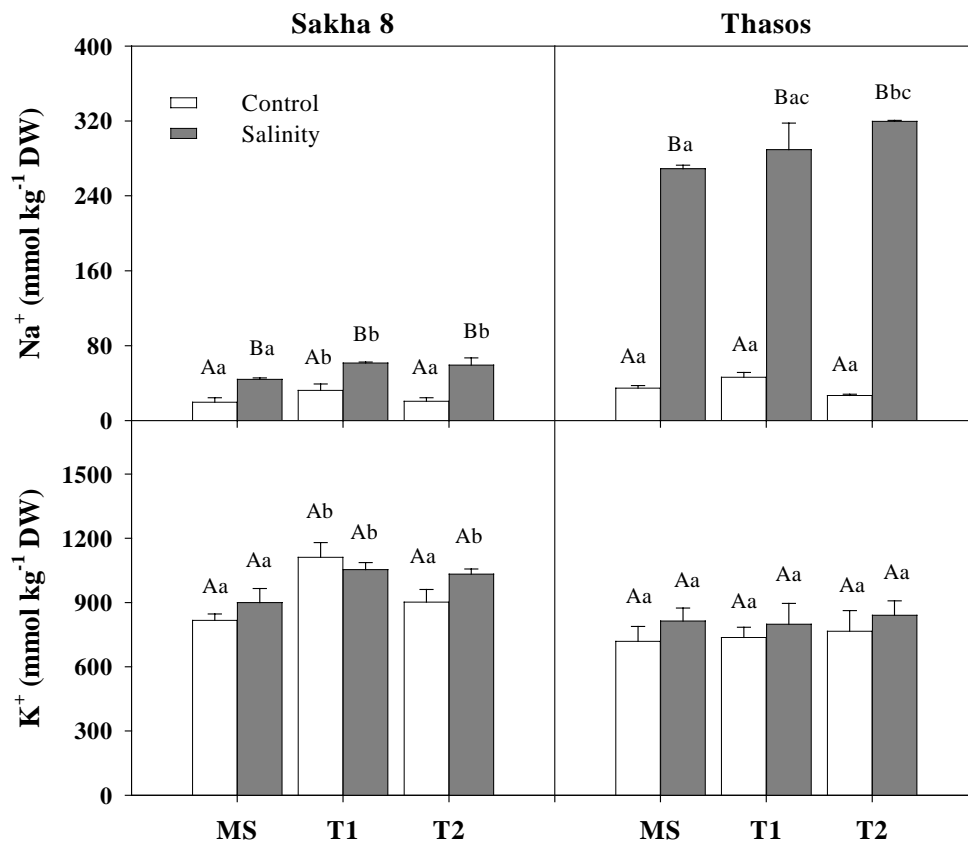 Sakha 8 Thasos
400
320
240
160
80
0
Na⁺ (mmol kg⁻¹ DW)
Control
Salinity
Aa Ba Ab Bb Aa Bb
Aa Ba Aa Bac Aa Bbc
1500
1200
900
600
300
0
K⁺ (mmol kg⁻¹ DW)
Aa Aa Ab Ab Aa Ab
Aa Aa Aa Aa Aa Aa
MS T1 T2 MS T1 T2